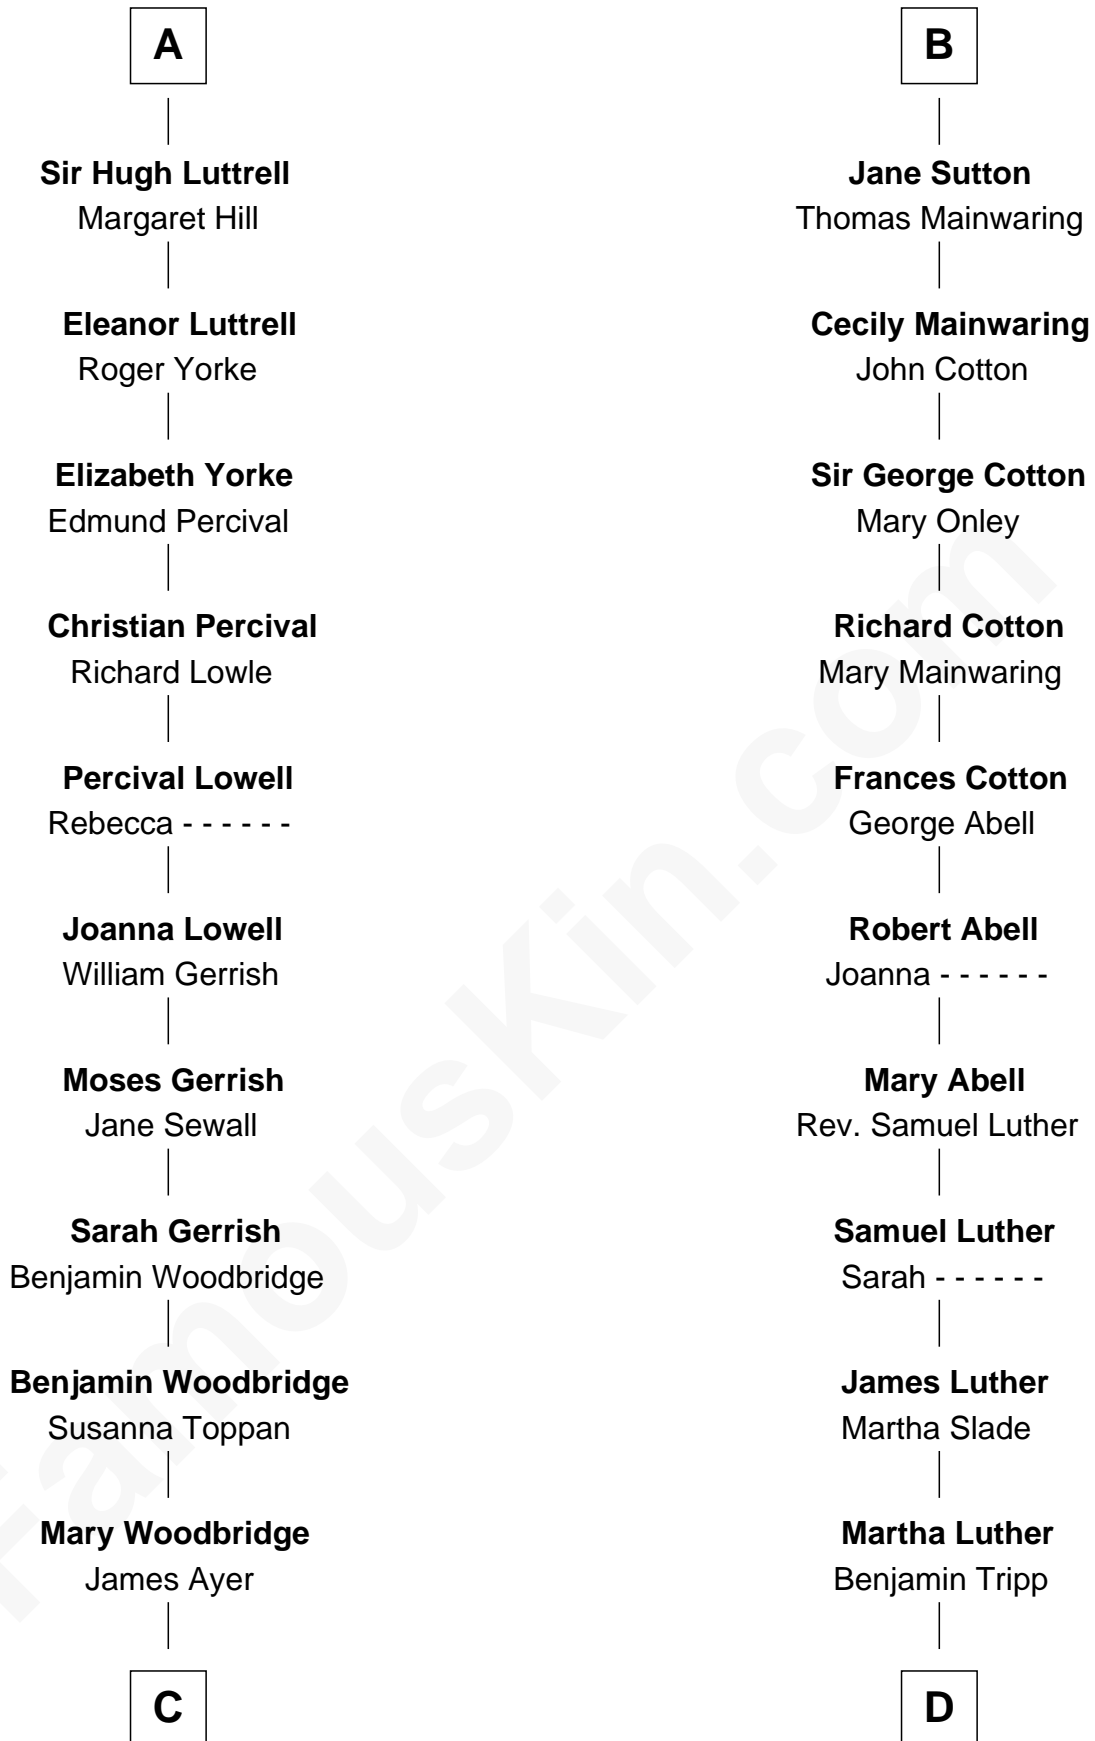 A
Sir Hugh Luttrell
Margaret Hill
Eleanor Luttrell
Roger Yorke
Elizabeth Yorke
Edmund Percival
Christian Percival
Richard Lowle
Percival Lowell
Rebecca - - - - - -
Joanna Lowell
William Gerrish
Moses Gerrish
Jane Sewall
Sarah Gerrish
Benjamin Woodbridge
Benjamin Woodbridge
Susanna Toppan
Mary Woodbridge
James Ayer
C
B
Jane Sutton
Thomas Mainwaring
Cecily Mainwaring
John Cotton
Sir George Cotton
Mary Onley
Richard Cotton
Mary Mainwaring
Frances Cotton
George Abell
Robert Abell
Joanna - - - - - -
Mary Abell
Rev. Samuel Luther
Samuel Luther
Sarah - - - - - -
James Luther
Martha Slade
Martha Luther
Benjamin Tripp
D
FamousKin.com